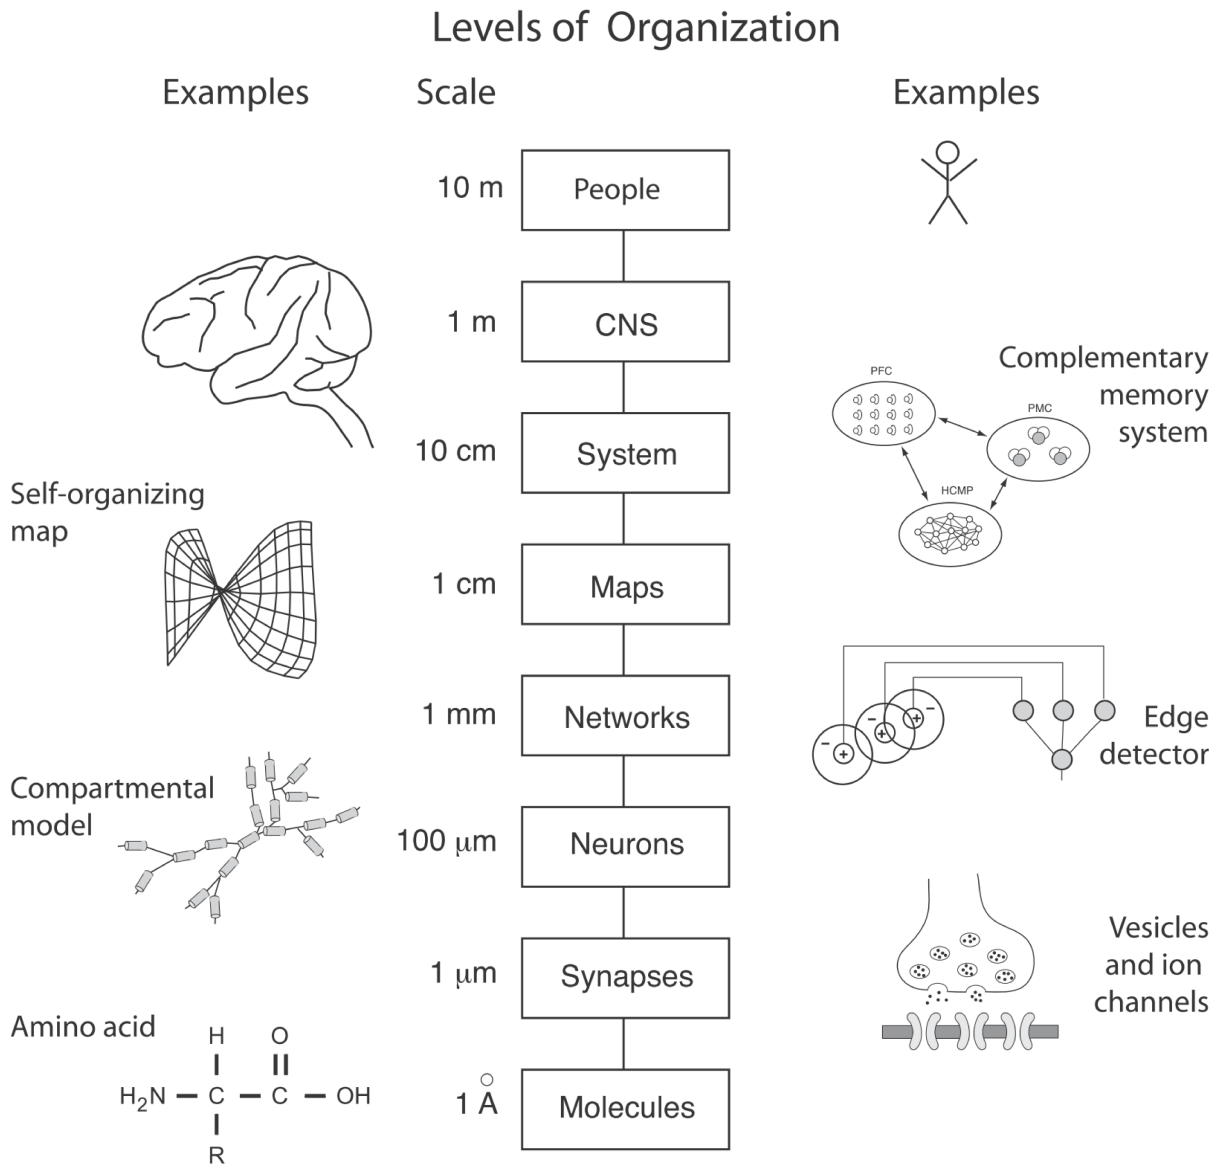 Levels of Organization
Examples
Scale
Examples
10 m
People
1 m
CNS
Complementary
memory
system
PFC
PMC
HCMP
10 cm
System
Self-organizing
map
1 cm
Maps
1 mm
Networks
− + − + − +
Edge
detector
Compartmental
model
100 μm
Neurons
1 μm
Synapses
Vesicles
and ion
channels
Amino acid
H O
H₂N C C OH
R
1 Å
Molecules